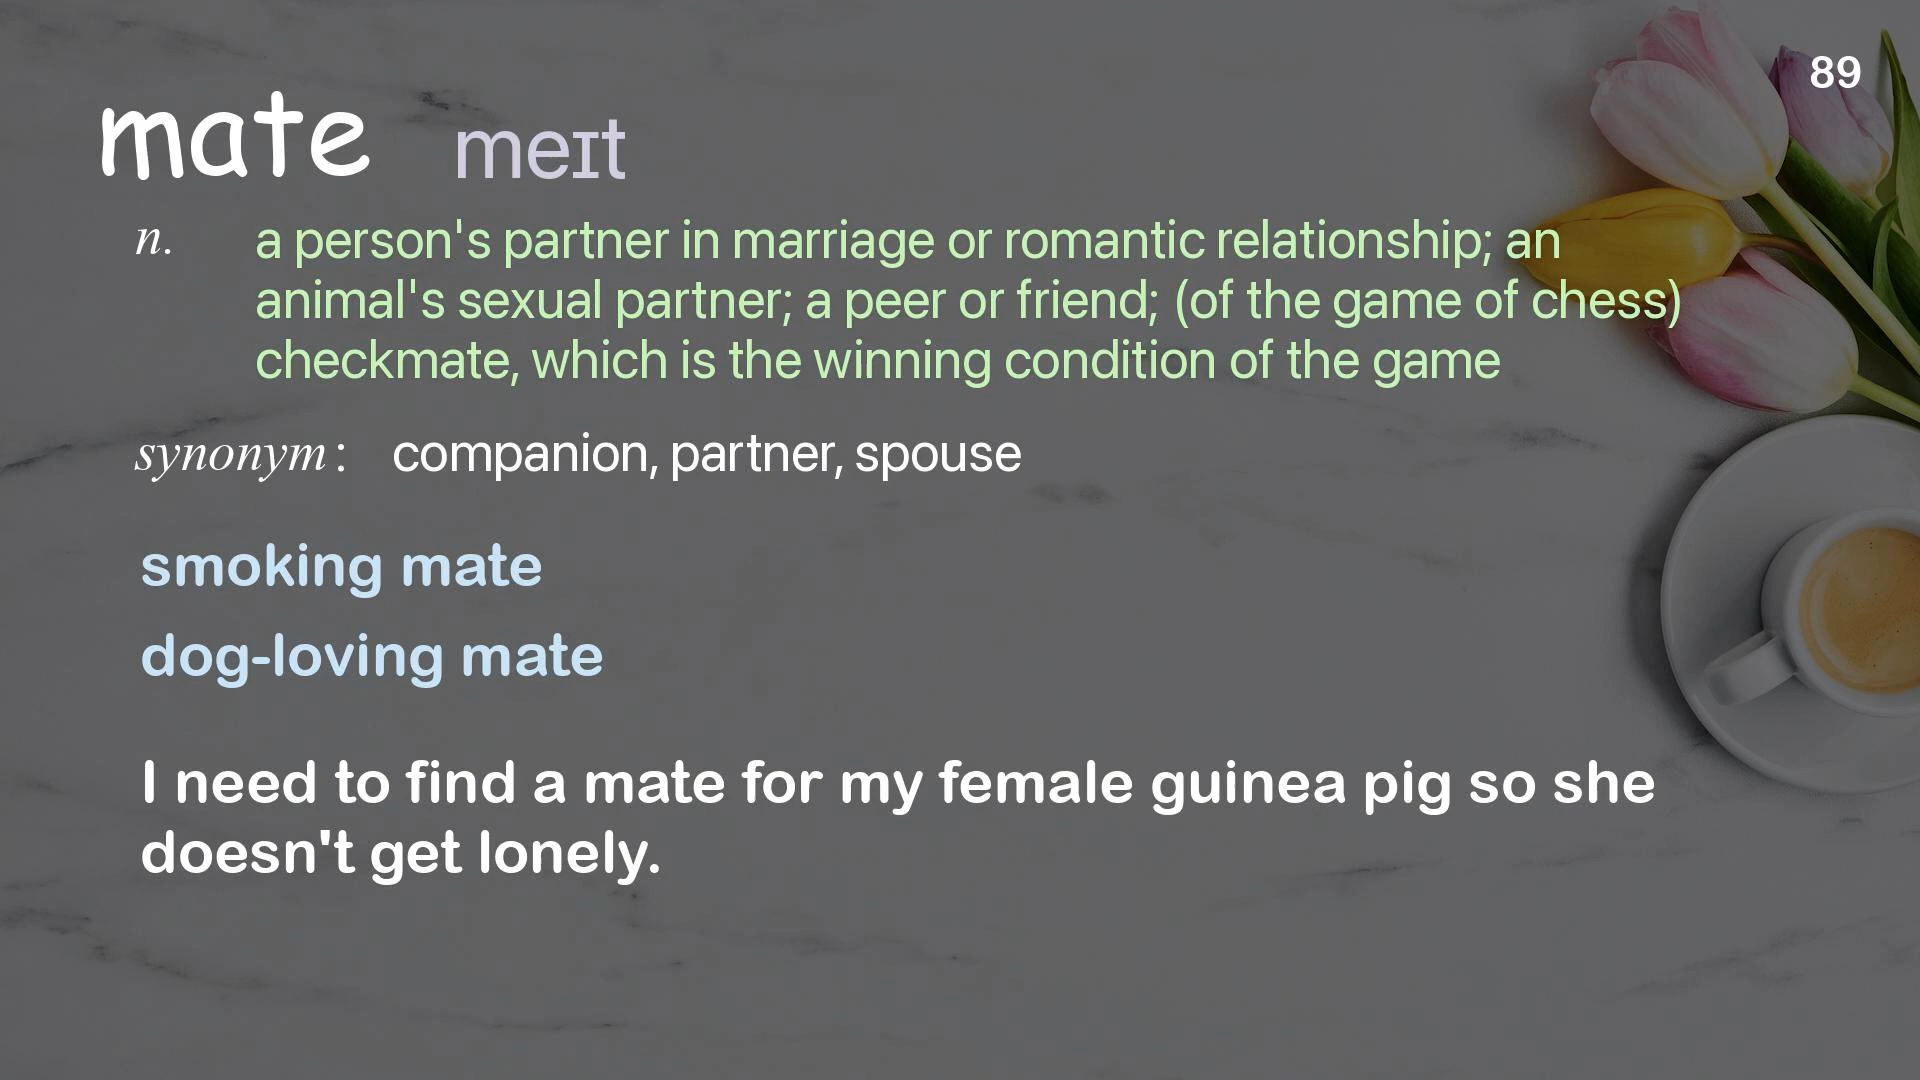 89
mate meɪt
n. a person's partner in marriage or romantic relationship; an
animal's sexual partner; a peer or friend; (of the game of chess)
checkmate, which is the winning condition of the game
synonym : companion, partner, spouse
smoking mate
dog-loving mate
I need to find a mate for my female guinea pig so she
doesn't get lonely.